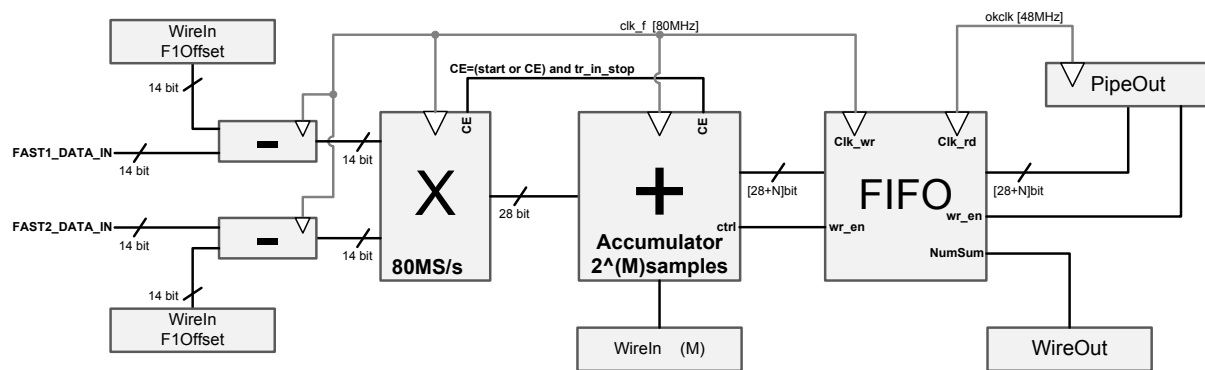 WireIn
F1Offset
14 bit
FAST1_DATA_IN
14 bit
-
14 bit
FAST2_DATA_IN
14 bit
-
14 bit
14 bit
WireIn
F1Offset
clk_f [80MHz]
CE=(start or CE) and tr_in_stop
CE
X
80MS/s
28 bit
CE
+
Accumulator
2^(M)samples
ctrl
WireIn (M)
[28+N]bit
okclk [48MHz]
Clk_wr
Clk_rd
FIFO
wr_en
wr_en
NumSum
[28+N]bit
PipeOut
WireOut